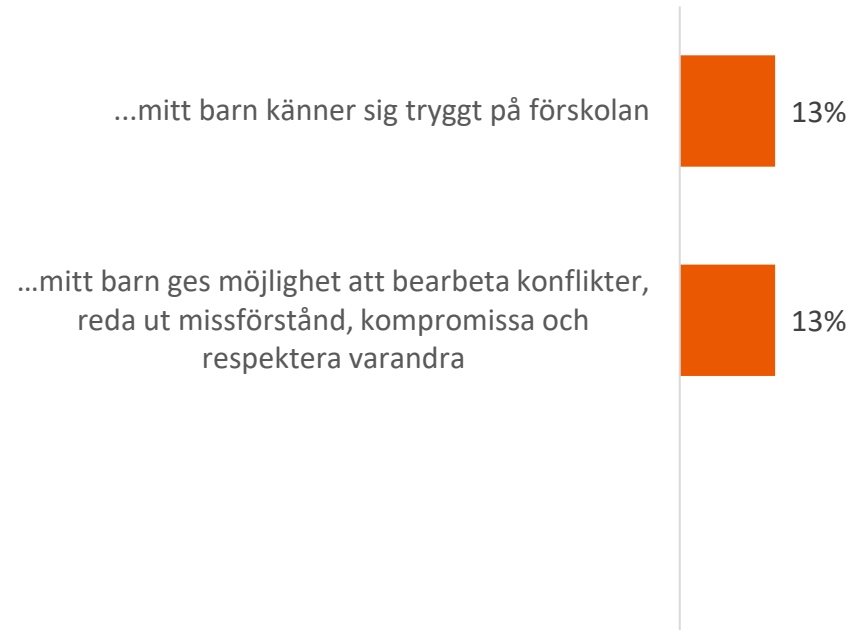 ...mitt barn känner sig tryggt på förskolan
13%
…mitt barn ges möjlighet att bearbeta konflikter,
reda ut missförstånd, kompromissa och
respektera varandra
13%